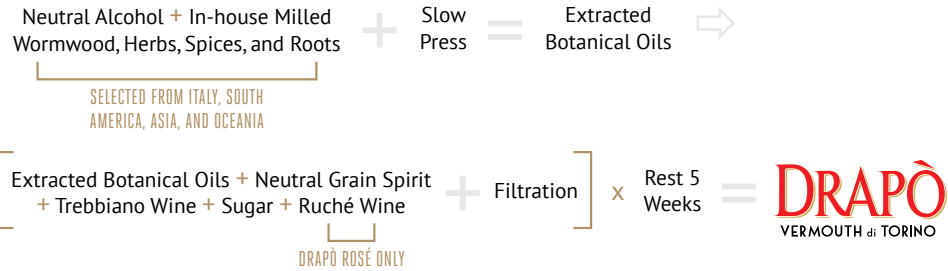 Neutral Alcohol + In-house Milled
Wormwood, Herbs, Spices, and Roots
+
Slow
Press
=
Extracted
Botanical Oils
SELECTED FROM ITALY, SOUTH
AMERICA, ASIA, AND OCEANIA
Extracted Botanical Oils + Neutral Grain Spirit
+ Trebbiano Wine + Sugar + Ruché Wine
+
Filtration
x
Rest 5
Weeks
=
DRAPÒ
VERMOUTH di TORINO
DRAPÒ ROSÉ ONLY